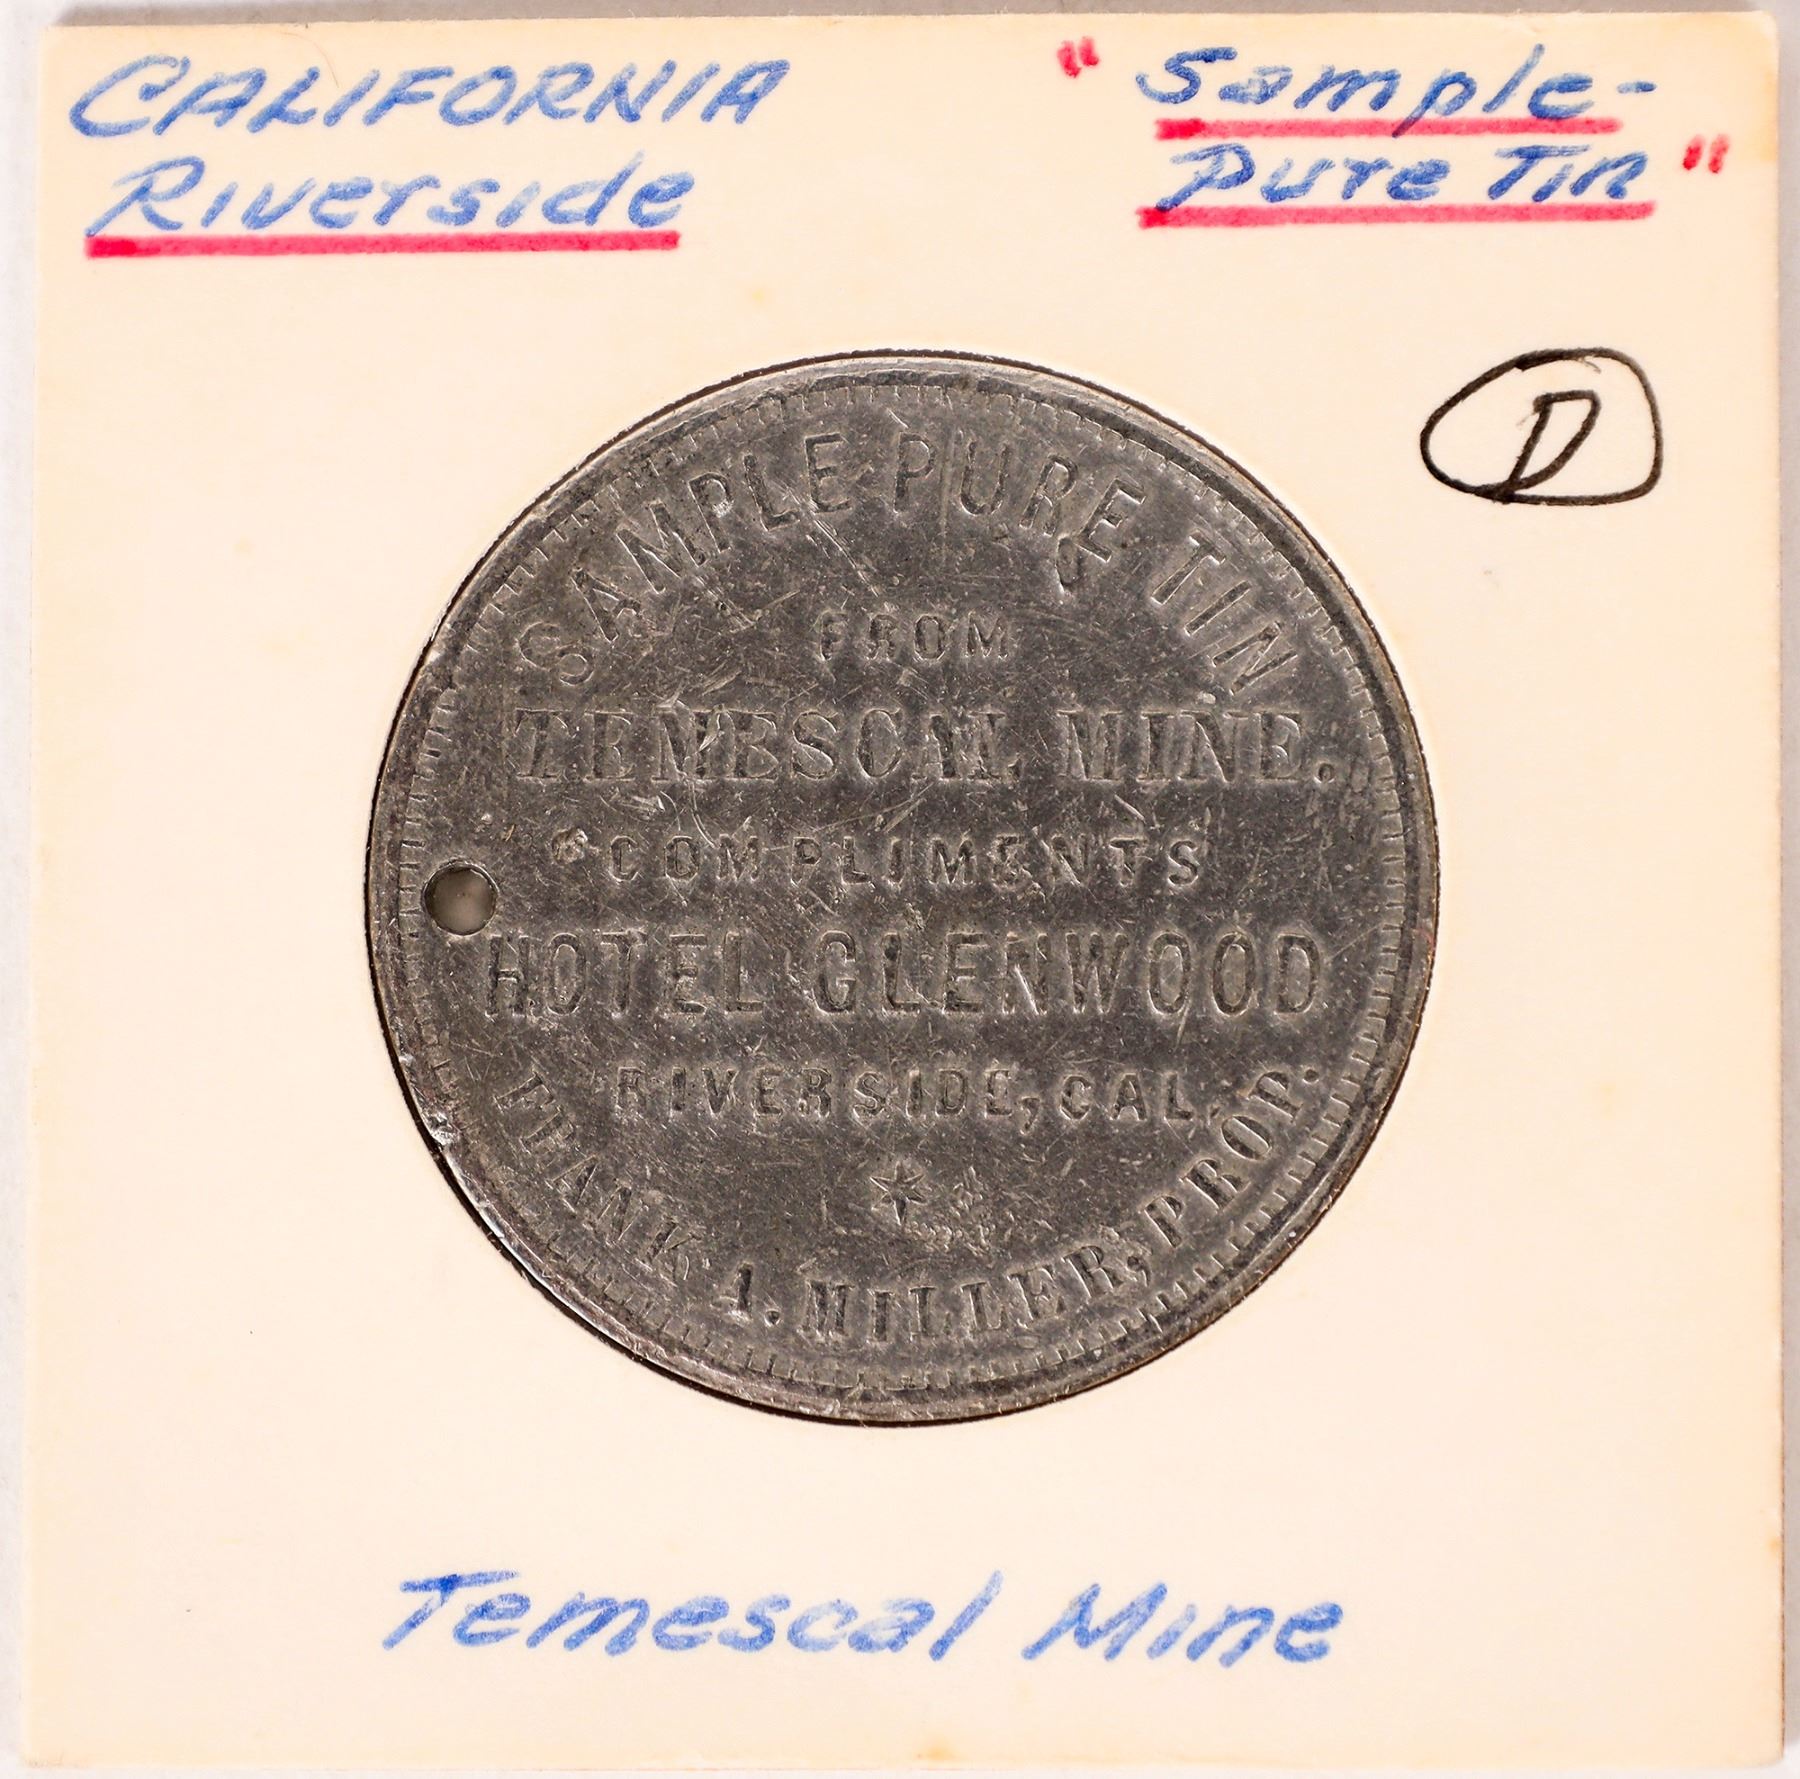 CALIFORNIA
Riverside
"Sample-
Pure Tin"
D
SAMPLE PURE TIN
FROM
TEMESCAL MINE.
COMPLIMENTS
HOTEL GLENWOOD
RIVERSIDE, CAL.
FRANK A. MILLER, PROP.
Temescal Mine